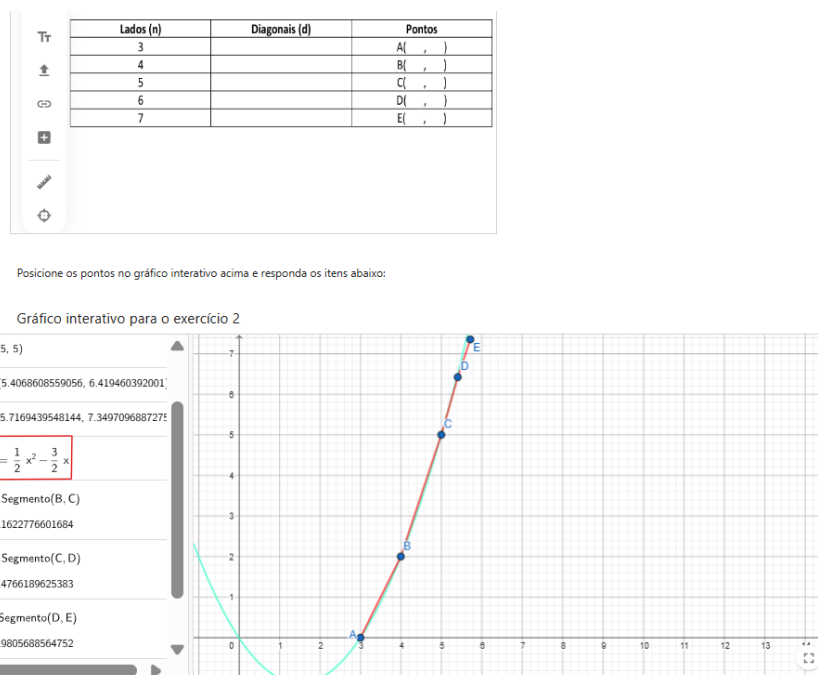 Lados (n) Diagonais (d) Pontos
3 A( , )
4 B( , )
5 C( , )
6 D( , )
7 E( , )
Posicione os pontos no gráfico interativo acima e responda os itens abaixo:
Gráfico interativo para o exercício 2
5, 5)
5.4068608559056, 6.419460392001
5.7169439548144, 7.349709688727
= 1/2 x² − 3/2 x
Segmento(B, C)
1622776601684
Segmento(C, D)
4766189625383
Segmento(D, E)
9805688564752
7
6
5
4
3
2
1
0 1 2 3 4 5 6 7 8 9 10 11 12 13
A
B
C
D
E